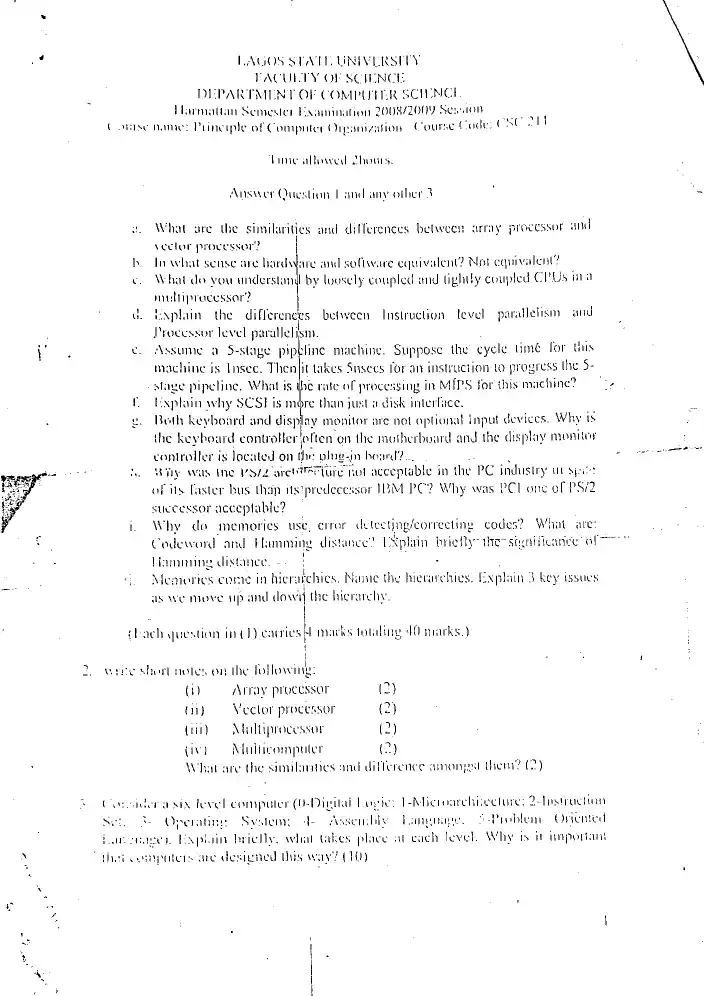 LAGOS STATE UNIVERSITY
FACULTY OF SCIENCE
DEPARTMENT OF COMPUTER SCIENCE
Harmattan Semester Examination 2008/2009 Session
Course name: Principle of Computer Organization Course Code: CSC 211
Time allowed 2hours.
Answer Question 1 and any other 3
a. What are the similarities and differences between array processor and
vector processor?
b. In what sense are hardware and software equivalent? Not equivalent?
c. What do you understand by loosely coupled and tightly coupled CPUs in a
multiprocessor?
d. Explain the differences between Instruction level parallelism and
Processor level parallelism.
e. Assume a 5-stage pipeline machine. Suppose the cycle time for this
machine is 1nsec. Then it takes 5nsecs for an instruction to progress the 5-
stage pipeline. What is the rate of processing in MIPS for this machine?
f. Explain why SCSI is more than just a disk interface.
g. Both keyboard and display monitor are not optional Input devices. Why is
the keyboard controller often on the motherboard and the display monitor
controller is located on the plug-in board?
h. Why was the PS/2 architecture not acceptable in the PC industry in spite
of its faster bus than its predecessor IBM PC? Why was PCI one of PS/2
successor acceptable?
i. Why do memories use error detecting/correcting codes? What are:
Codeword and Hamming distance? Explain briefly the significance of
Hamming distance.
Memories come in hierarchies. Name the hierarchies. Explain 3 key issues
as we move up and down the hierarchy.
(Each question in (1) carries 4 marks totaling 40 marks.)
2. write short notes on the following:
(i) Array processor (2)
(ii) Vector processor (2)
(iii) Multiprocessor (2)
(iv) Multicomputer (2)
What are the similarities and difference amongst them? (2)
3. Consider a six level computer (0-Digital Logic; 1-Microarchitecture; 2-Instruction
Set, 3- Operating System; 4- Assembly Language, 5-Problem Oriented
Language). Explain briefly, what takes place at each level. Why is it important
that computers are designed this way? (10)
1